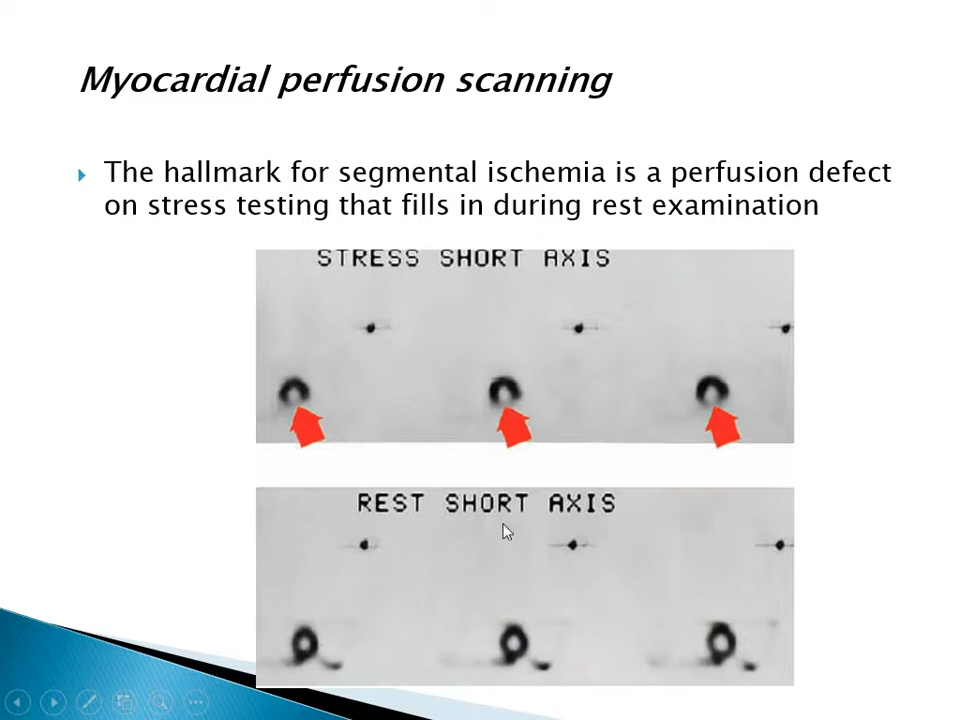 Myocardial perfusion scanning
The hallmark for segmental ischemia is a perfusion defect
on stress testing that fills in during rest examination
STRESS SHORT AXIS
REST SHORT AXIS